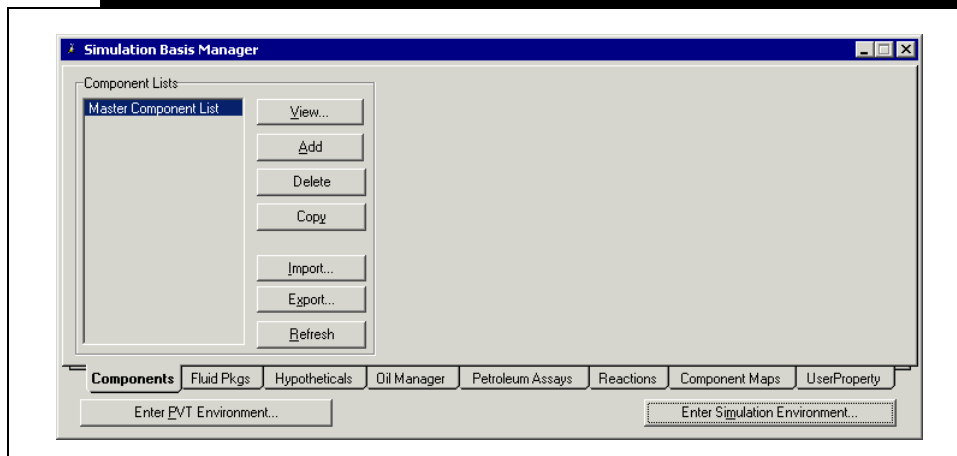 Simulation Basis Manager
Component Lists
Master Component List
View...
Add
Delete
Copy
Import...
Export...
Refresh
Components Fluid Pkgs Hypotheticals Oil Manager Petroleum Assays Reactions Component Maps UserProperty
Enter PVT Environment... Enter Simulation Environment...